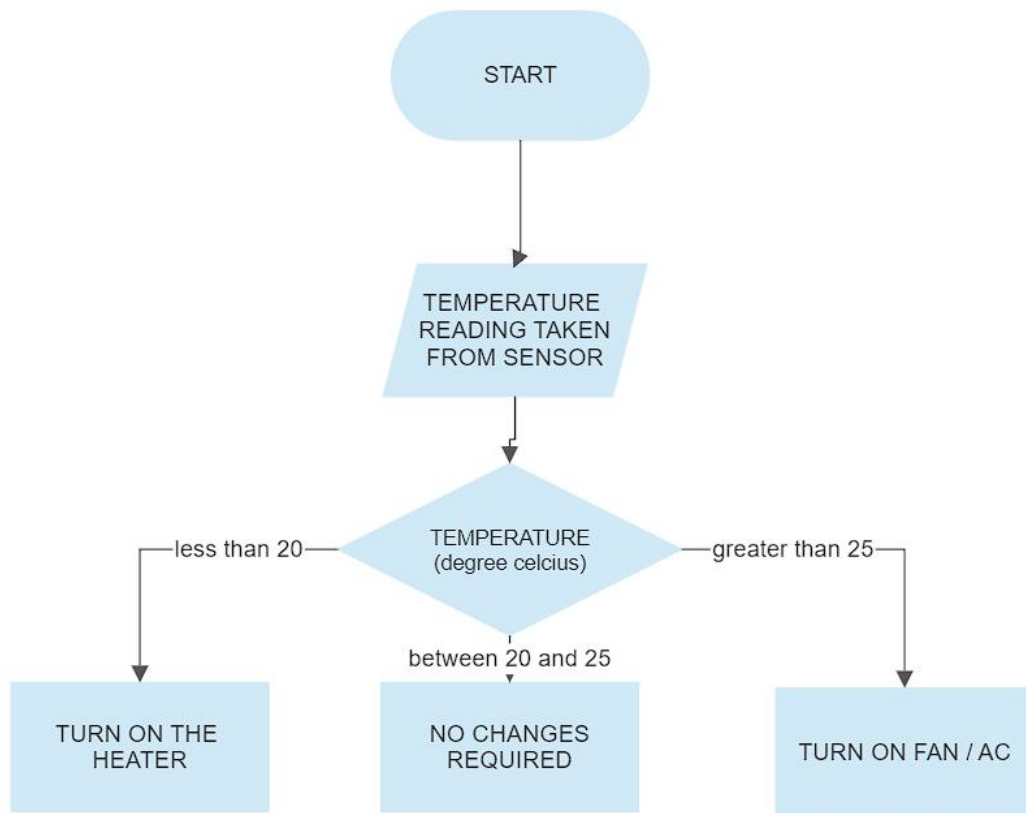 START
TEMPERATURE
READING TAKEN
FROM SENSOR
TEMPERATURE
(degree celcius)
less than 20
greater than 25
between 20 and 25
TURN ON THE
HEATER
NO CHANGES
REQUIRED
TURN ON FAN / AC